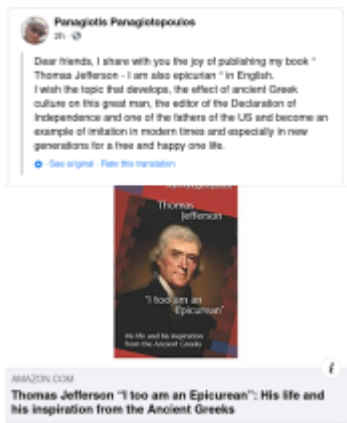 Panagiotis Panagiotopoulos
2h ·
Dear friends, I share with you the joy of publishing my book "
Thomas Jefferson - I am also epicurian " in English.
I wish the topic that develops, the effect of ancient Greek
culture on this great man, the editor of the Declaration of
Independence and one of the fathers of the US and become an
example of imitation in modern times and especially in new
generations for a free and happy one life.
· See original · Rate this translation
Thomas
Jefferson
"I too am an
Epicurean"
His life and his inspiration
from the Ancient Greeks
AMAZON.COM
Thomas Jefferson "I too am an Epicurean": His life and
his inspiration from the Ancient Greeks